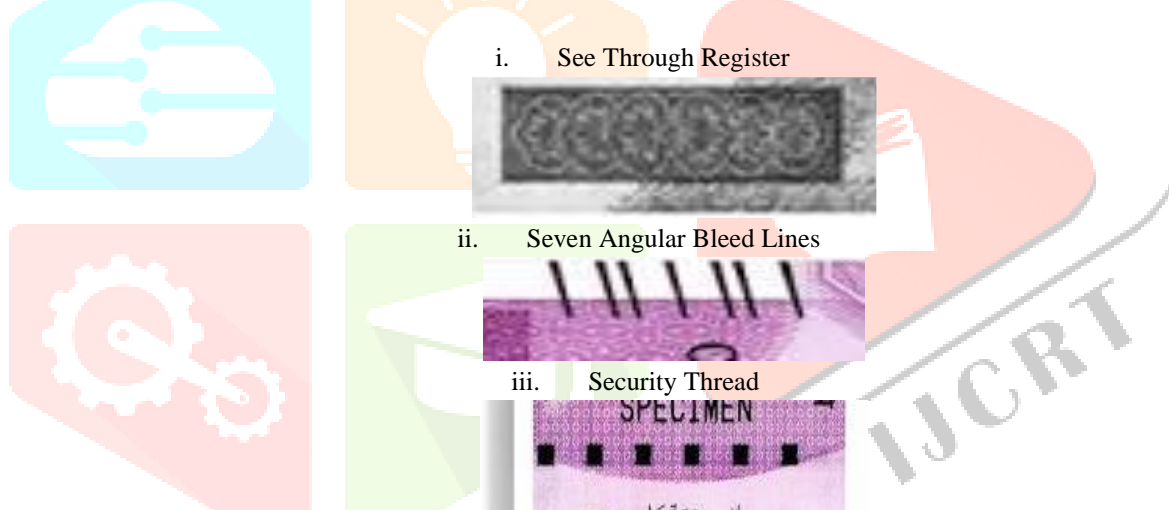 i. See Through Register
ii. Seven Angular Bleed Lines
iii. Security Thread
SPECIMEN
IJCRT